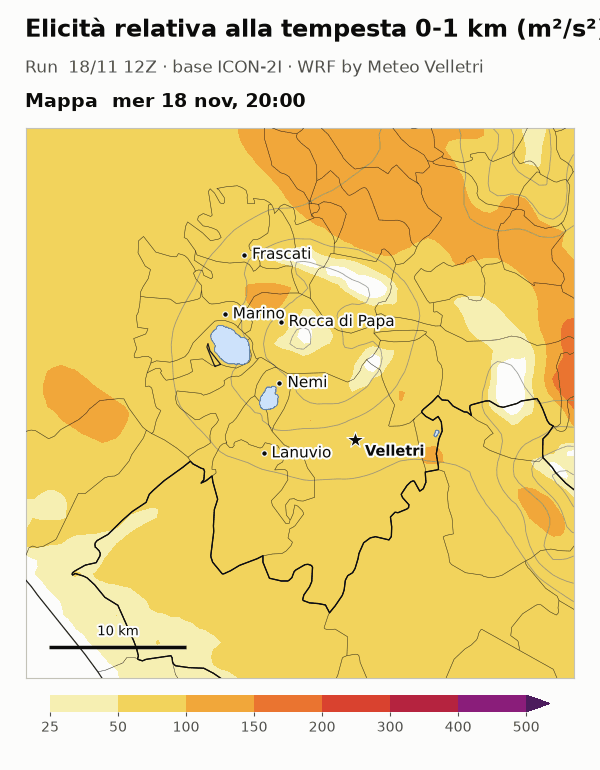 Elicità relativa alla tempesta 0-1 km (m²/s²)
Run 18/11 12Z · base ICON-2I · WRF by Meteo Velletri
Mappa mer 18 nov, 20:00
Frascati
Marino
Rocca di Papa
Nemi
Velletri
Lanuvio
10 km
25 50 100 150 200 300 400 500